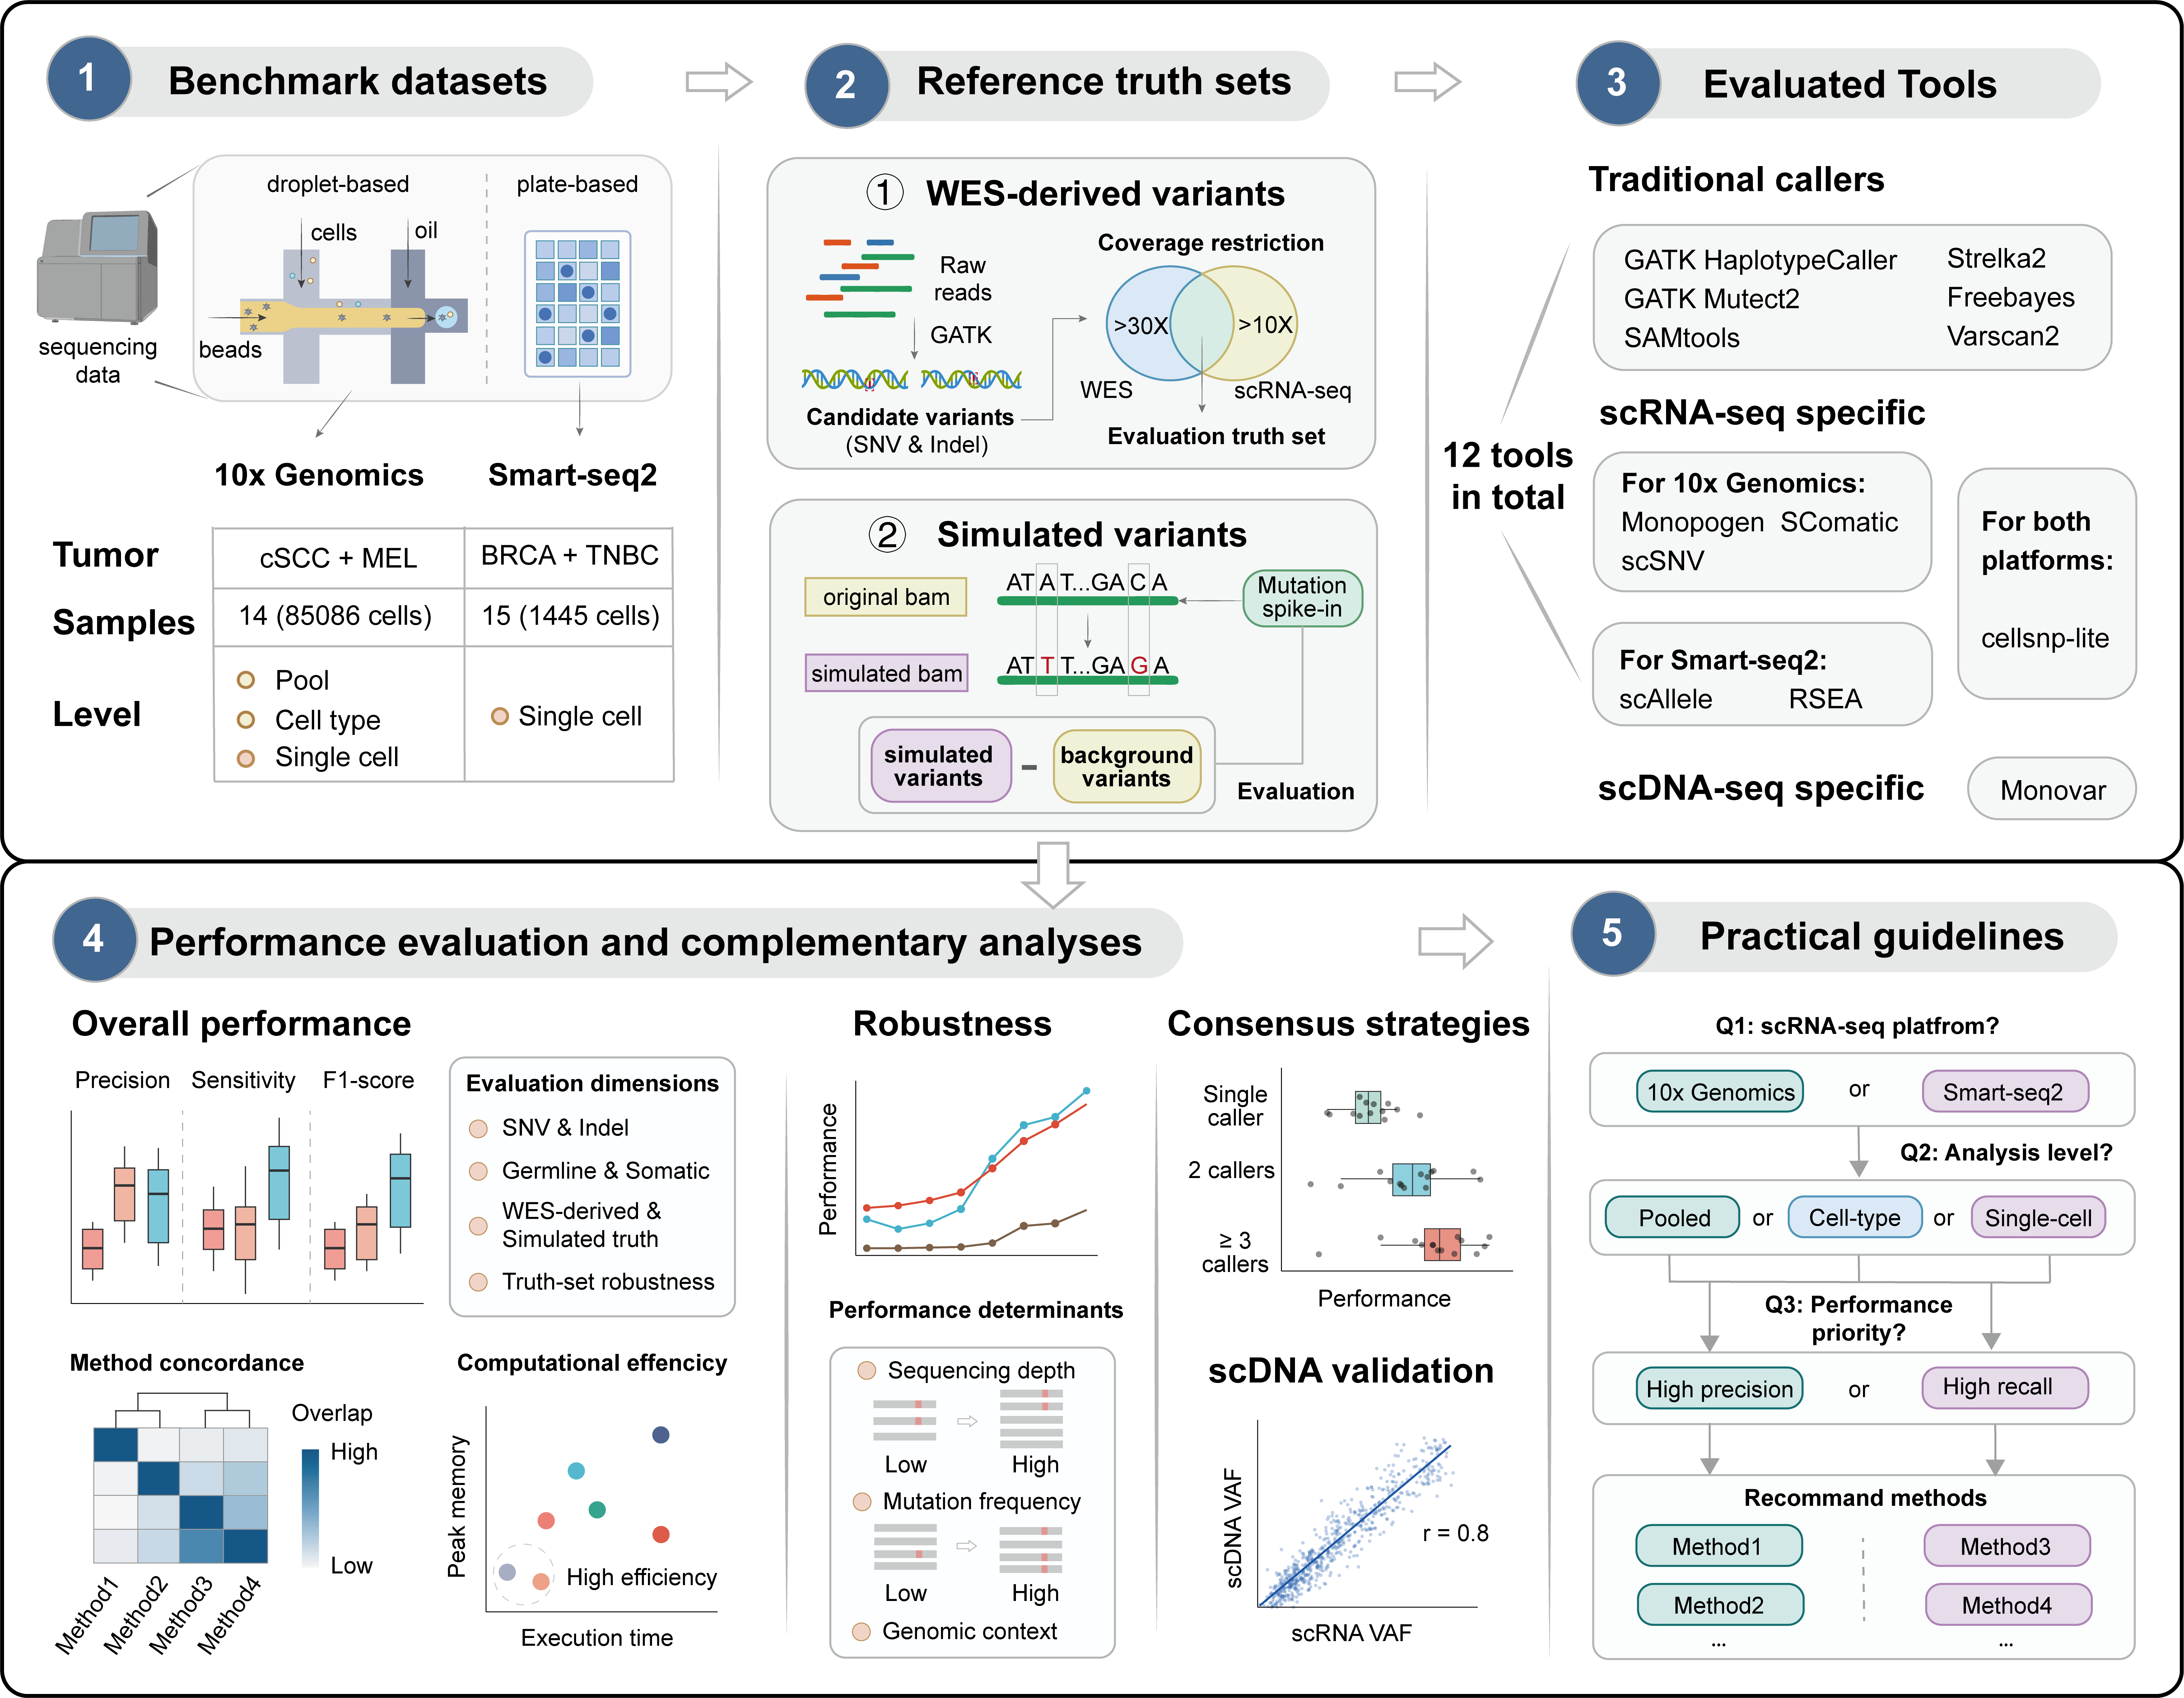 1
Benchmark datasets
droplet-based
plate-based
cells
oil
beads
sequencing
data
10x Genomics
Smart-seq2
Tumor
cSCC + MEL
BRCA + TNBC
Samples
14 (85086 cells)
15 (1445 cells)
Level
Pool
Cell type
Single cell
Single cell
2
Reference truth sets
① WES-derived variants
Raw
reads
GATK
Candidate variants
(SNV & Indel)
Coverage restriction
>30X
>10X
WES
scRNA-seq
Evaluation truth set
② Simulated variants
original bam
AT A T...GA C A
Mutation
spike-in
simulated bam
AT T T...GA G A
simulated
variants
-
background
variants
Evaluation
3
Evaluated Tools
12 tools
in total
Traditional callers
GATK HaplotypeCaller
GATK Mutect2
SAMtools
Strelka2
Freebayes
Varscan2
scRNA-seq specific
For 10x Genomics:
Monopogen SComatic
scSNV
For Smart-seq2:
scAllele RSEA
For both
platforms:
cellsnp-lite
scDNA-seq specific
Monovar
4
Performance evaluation and complementary analyses
Overall performance
Precision
Sensitivity
F1-score
Evaluation dimensions
SNV & Indel
Germline & Somatic
WES-derived &
Simulated truth
Truth-set robustness
Method concordance
Overlap
High
Low
Method1
Method2
Method3
Method4
Computational effencicy
Peak memory
High efficiency
Execution time
Robustness
Performance
Performance determinants
Sequencing depth
Low
High
Mutation frequency
Low
High
Genomic context
Consensus strategies
Single
caller
2 callers
≥ 3
callers
Performance
scDNA validation
scDNA VAF
r = 0.8
scRNA VAF
5
Practical guidelines
Q1: scRNA-seq platfrom?
10x Genomics
or
Smart-seq2
Q2: Analysis level?
Pooled
or
Cell-type
or
Single-cell
Q3: Performance
priority?
High precision
or
High recall
Recommand methods
Method1
Method3
Method2
Method4
...
...